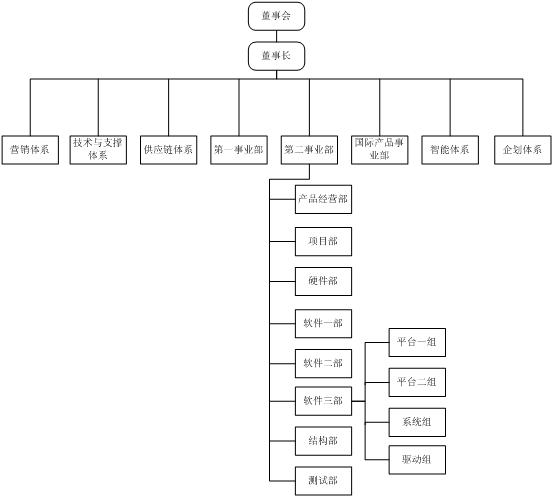 董事会
董事长
营销体系
技术与支撑
体系
供应链体系
第一事业部
第二事业部
国际产品事
业部
智能体系
企划体系
产品经营部
项目部
硬件部
软件一部
软件二部
软件三部
结构部
测试部
平台一组
平台二组
系统组
驱动组